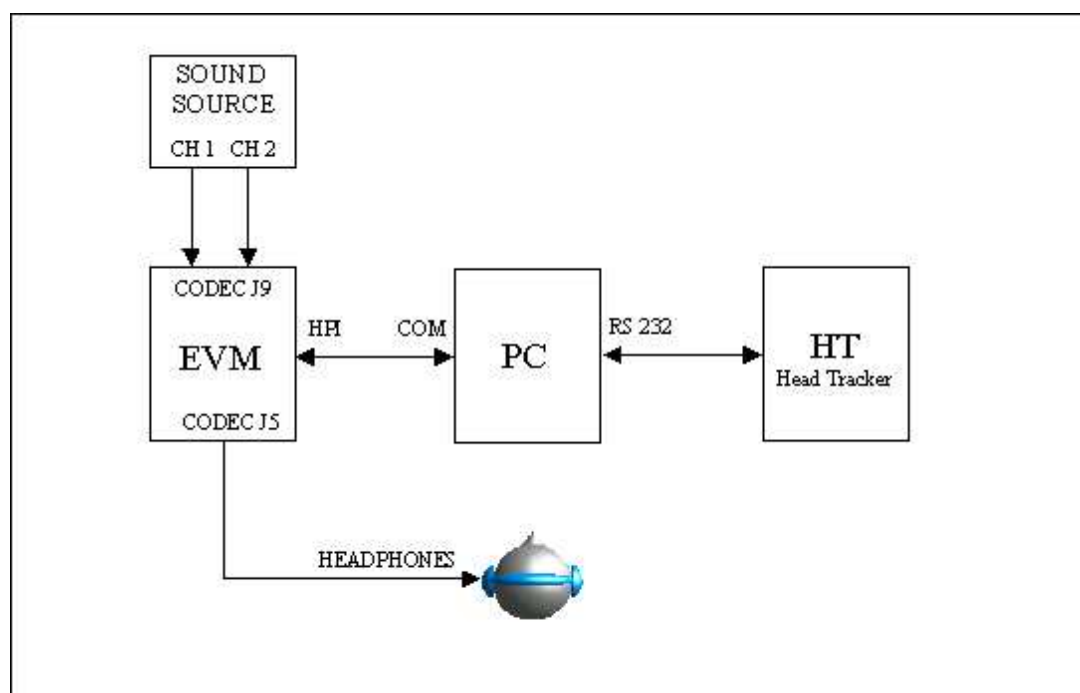 SOUND
SOURCE
CH 1 CH 2
CODEC J9
EVM
CODEC J5
HPI
COM
PC
RS 232
HT
Head Tracker
HEADPHONES